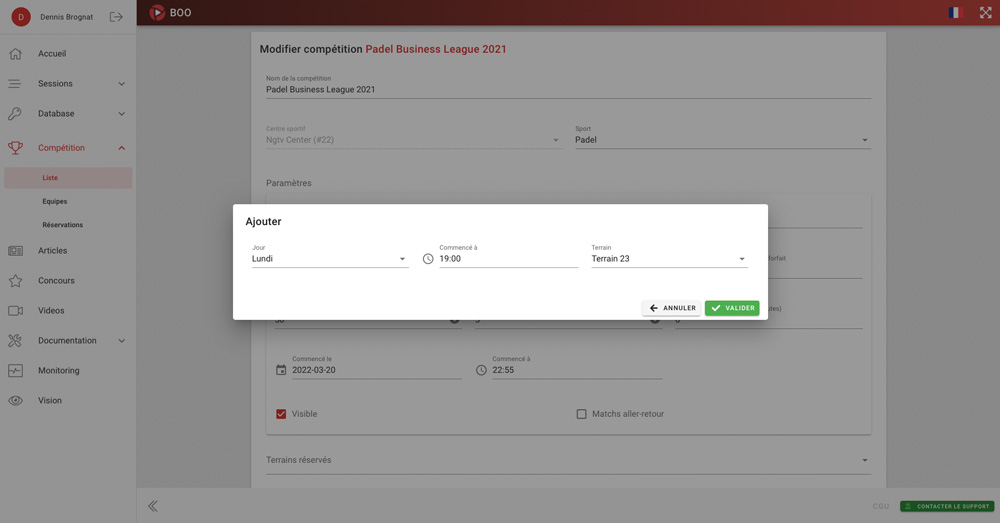 D Dennis Brognat
BOO
Accueil
Sessions
Database
Compétition
Liste
Equipes
Réservations
Articles
Concours
Videos
Documentation
Monitoring
Vision
Modifier compétition Padel Business League 2021
Nom de la compétition
Padel Business League 2021
Centre sportif
Ngtv Center (#22)
Sport
Padel
Paramètres
Ajouter
Jour
Lundi
Commencé à
19:00
Terrain
Terrain 23
forfait
ANNULER
VALIDER
Commencé le
2022-03-20
Commencé à
22:55
Visible
Matchs aller-retour
Terrains réservés
CGU
CONTACTER LE SUPPORT